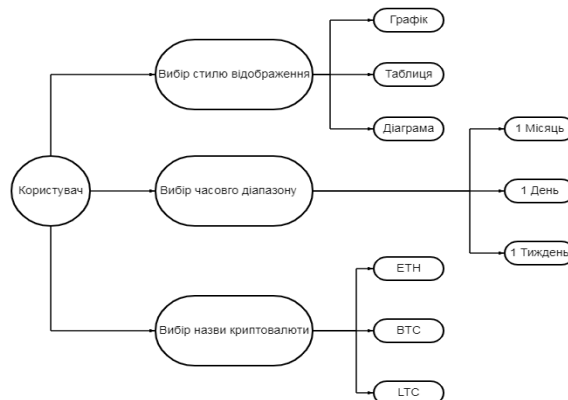 Графік
Вибір стилю відображення
Таблиця
Діаграма
1 Місяць
Користувач
Вибір часовго діапазону
1 День
1 Тиждень
ETH
Вибір назви криптовалюти
BTC
LTC